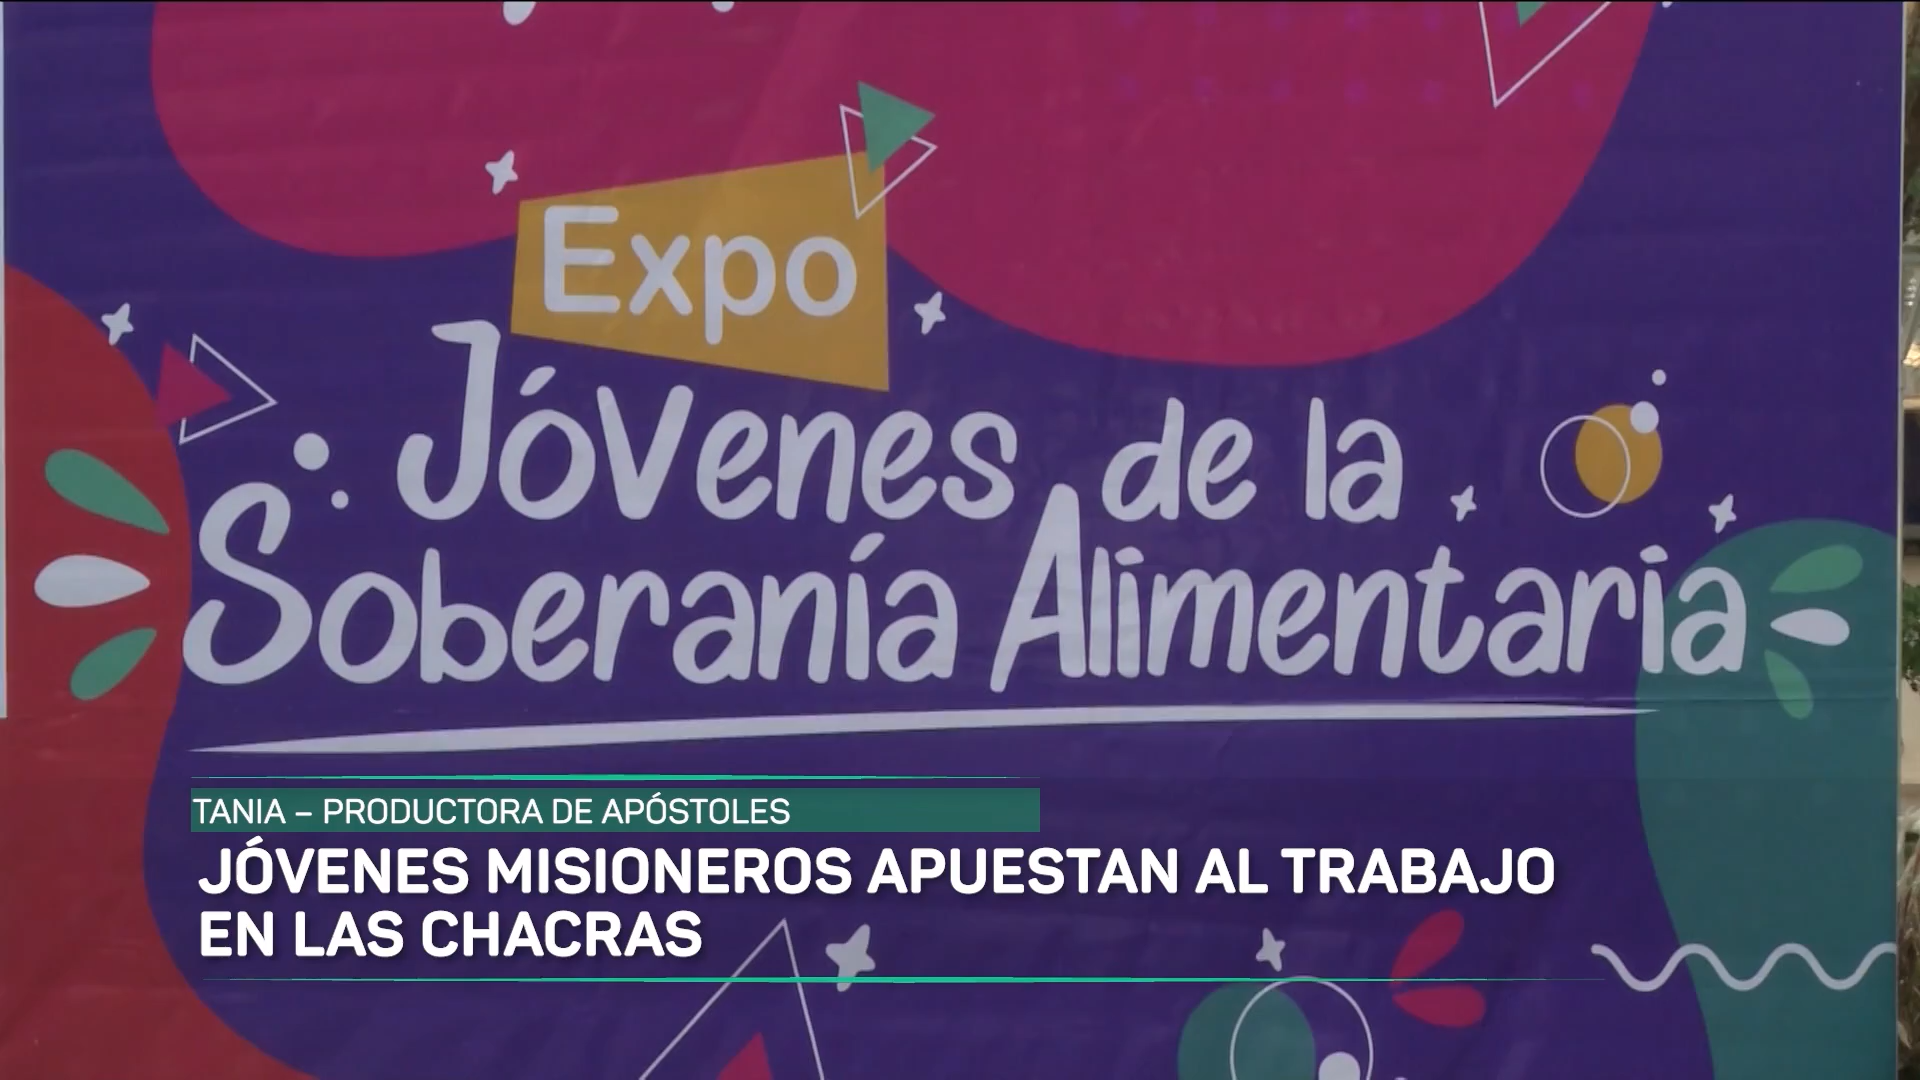 Expo
Jóvenes de la
Soberanía Alimentaria
TANIA – PRODUCTORA DE APÓSTOLES
JÓVENES MISIONEROS APUESTAN AL TRABAJO
EN LAS CHACRAS